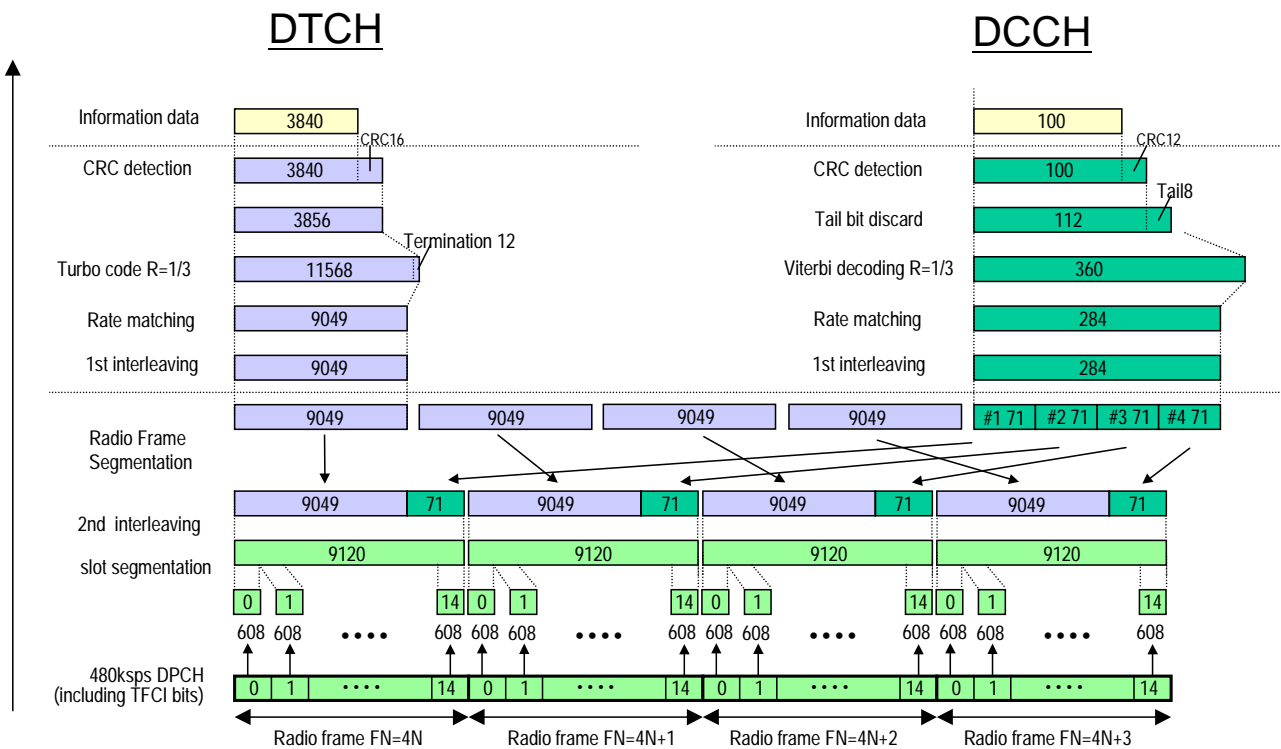 DTCH DCCH
Information data 3840 Information data 100
CRC16 CRC12
CRC detection 3840 CRC detection 100
Tail8
3856 Tail bit discard 112
Termination 12
Turbo code R=1/3 11568 Viterbi decoding R=1/3 360
Rate matching 9049 Rate matching 284
1st interleaving 9049 1st interleaving 284
9049 9049 9049 9049 #1 71 #2 71 #3 71 #4 71
Radio Frame
Segmentation
9049 71 9049 71 9049 71 9049 71
2nd interleaving
9120 9120 9120 9120
slot segmentation
0 1 14 0 1 14 0 1 14 0 1 14
608 608 •••• 608 608 608 •••• 608 608 608 •••• 608 608 608 •••• 608
480ksps DPCH
(including TFCI bits)
0 1 •••• 14 0 1 •••• 14 0 1 •••• 14 0 1 •••• 14
Radio frame FN=4N Radio frame FN=4N+1 Radio frame FN=4N+2 Radio frame FN=4N+3